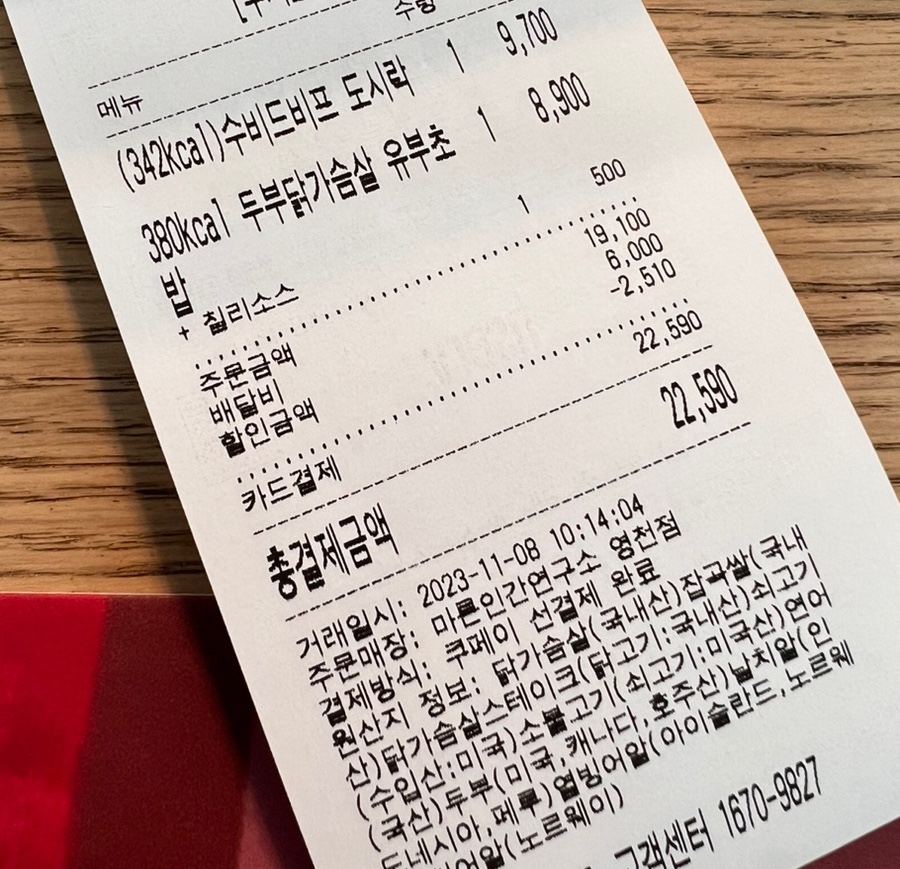 수량
메뉴
(342kcal)수비드비프 도시락 1 9,700
380kcal 두부닭가슴살 유부초 1 8,900
밥
+ 칠리소스 1 500
주문금액 19,100
배달비 6,000
할인금액 -2,510
카드결제 22,590
총결제금액 22,590
거래일시: 2023-11-08 10:14:04
주문매장: 마른인간연구소 영천점
결제방식: 쿠페이 선결제 완료
원산지 정보: 닭가슴살(국내산)잡곡쌀(국내
산)닭가슴살스테이크(닭고기:국내산)쇠고기
(수입산:미국)소불고기(쇠고기:미국산)연어
(국산)두부(미국,캐나다,호주산)날치알(인
도네시아,페루)열빙어알(아이슬란드,노르웨
어알(노르웨이)
고객센터 1670-9827